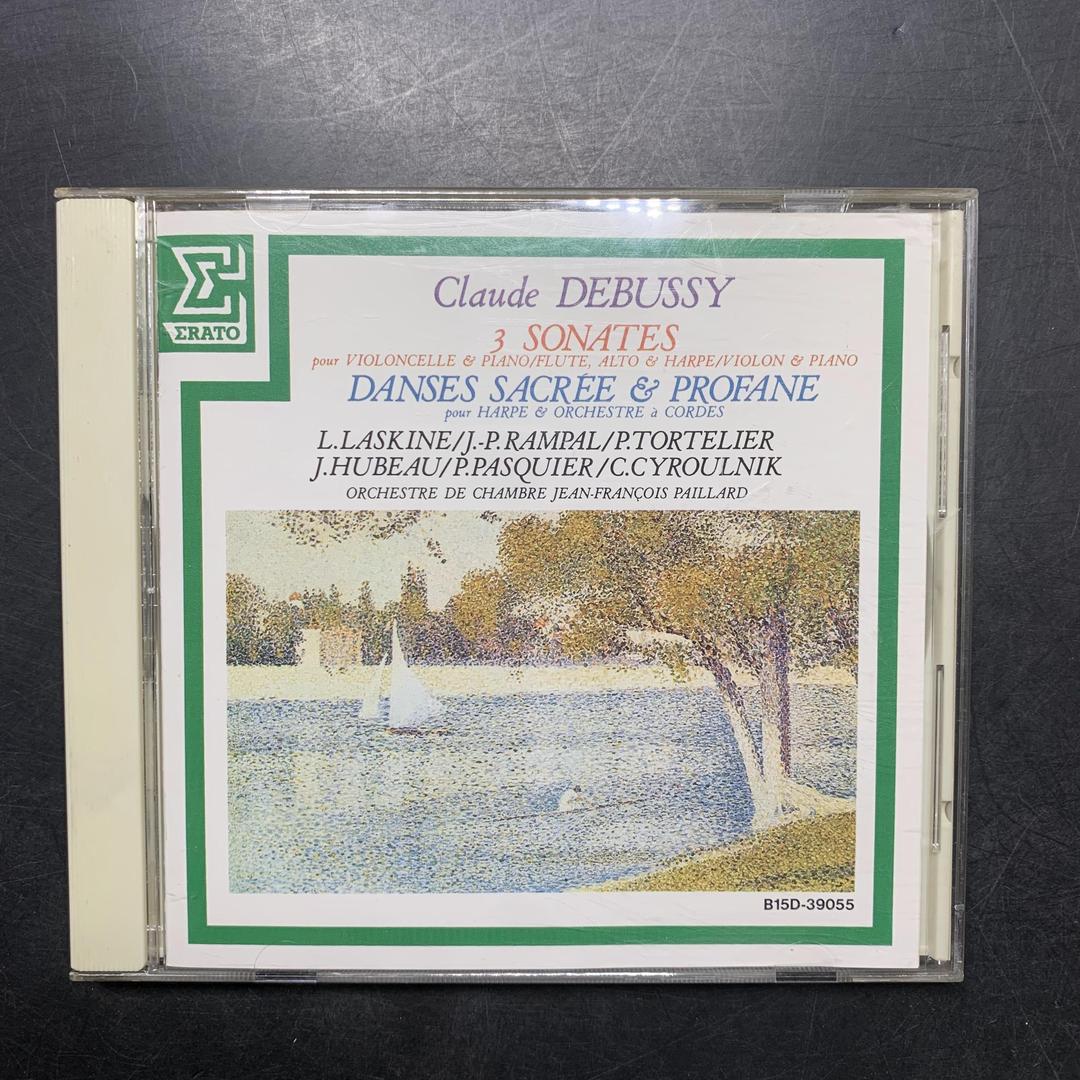 ERATO
Claude DEBUSSY
3 SONATES
pour VIOLONCELLE & PIANO/FLUTE, ALTO & HARPE/VIOLON & PIANO
DANSES SACRÉE & PROFANE
pour HARPE & ORCHESTRE à CORDES
L.LASKINE/J.-P.RAMPAL/P.TORTELIER
J.HUBEAU/P.PASQUIER/C.CYROULNIK
ORCHESTRE DE CHAMBRE JEAN-FRANÇOIS PAILLARD
B15D-39055